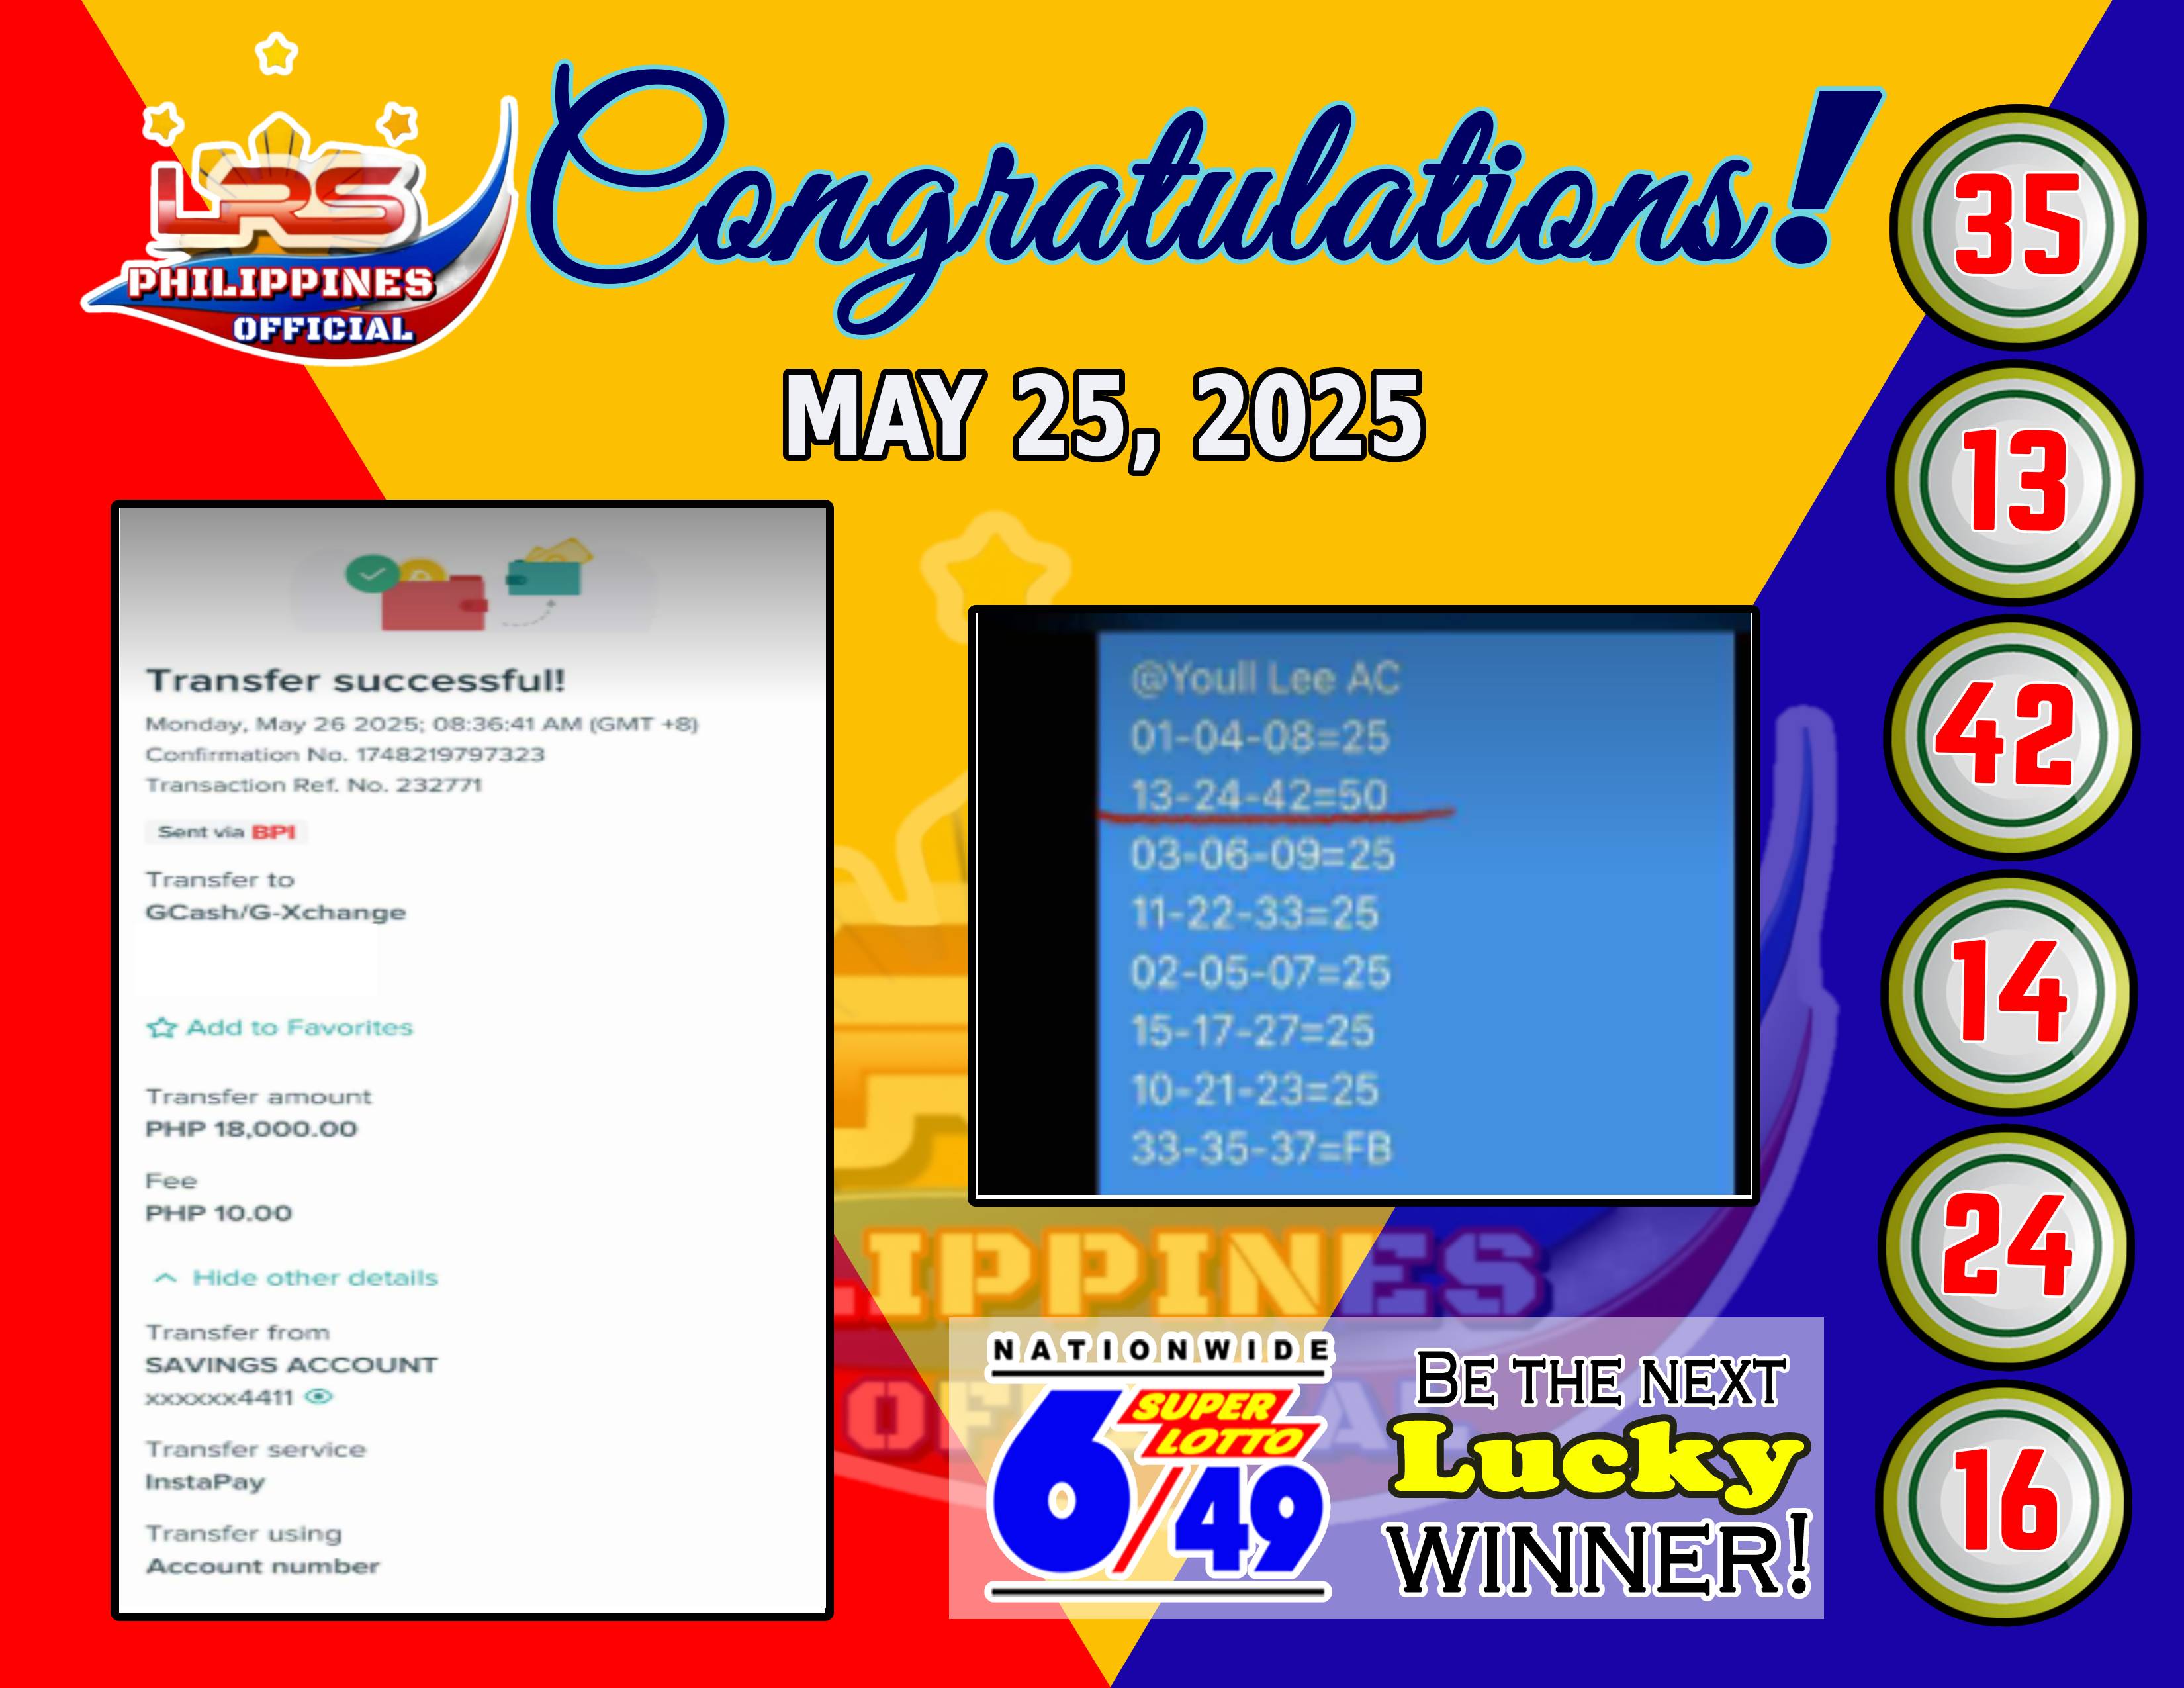 LRS
PHILIPPINES
OFFICIAL
Congratulations!
MAY 25, 2025
Transfer successful!
Monday, May 26 2025; 08:36:41 AM (GMT +8)
Confirmation No. 1748219797323
Transaction Ref. No. 232771
Sent via BPI
Transfer to
GCash/G-Xchange
Add to Favorites
Transfer amount
PHP 18,000.00
Fee
PHP 10.00
Hide other details
Transfer from
SAVINGS ACCOUNT
xxxxxx4411
Transfer service
InstaPay
Transfer using
Account number
@Youll Lee AC
01-04-08=25
13-24-42=50
03-06-09=25
11-22-33=25
02-05-07=25
15-17-27=25
10-21-23=25
33-35-37=FB
LIPPINES
NATIONWIDE
SUPER
LOTTO
6/49
BE THE NEXT
Lucky
WINNER!
35
13
42
14
24
16